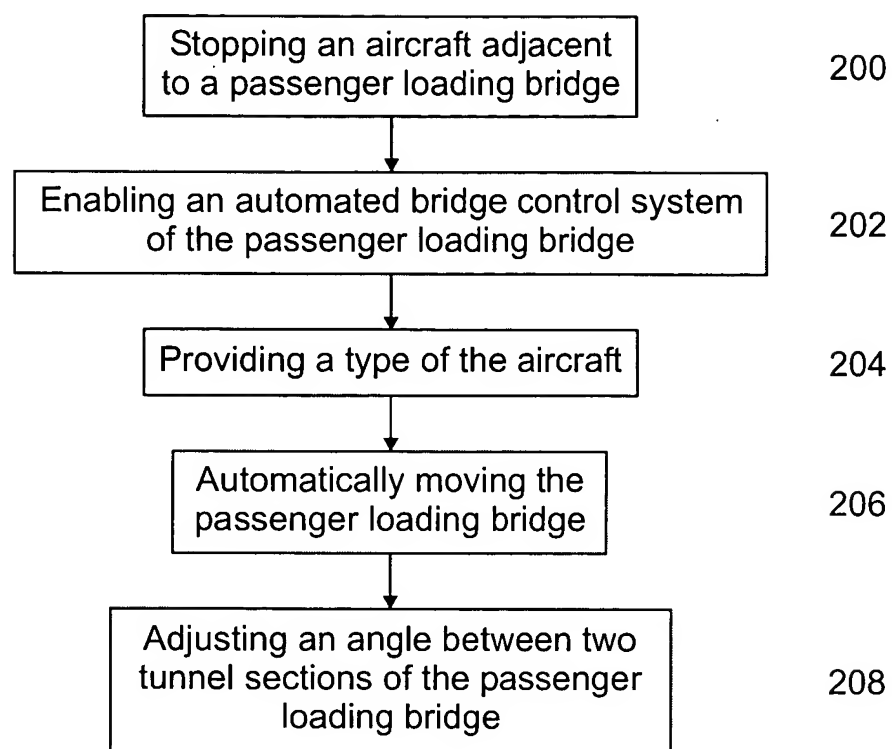 Stopping an aircraft adjacent
to a passenger loading bridge
200
Enabling an automated bridge control system
of the passenger loading bridge
202
Providing a type of the aircraft
204
Automatically moving the
passenger loading bridge
206
Adjusting an angle between two
tunnel sections of the passenger
loading bridge
208